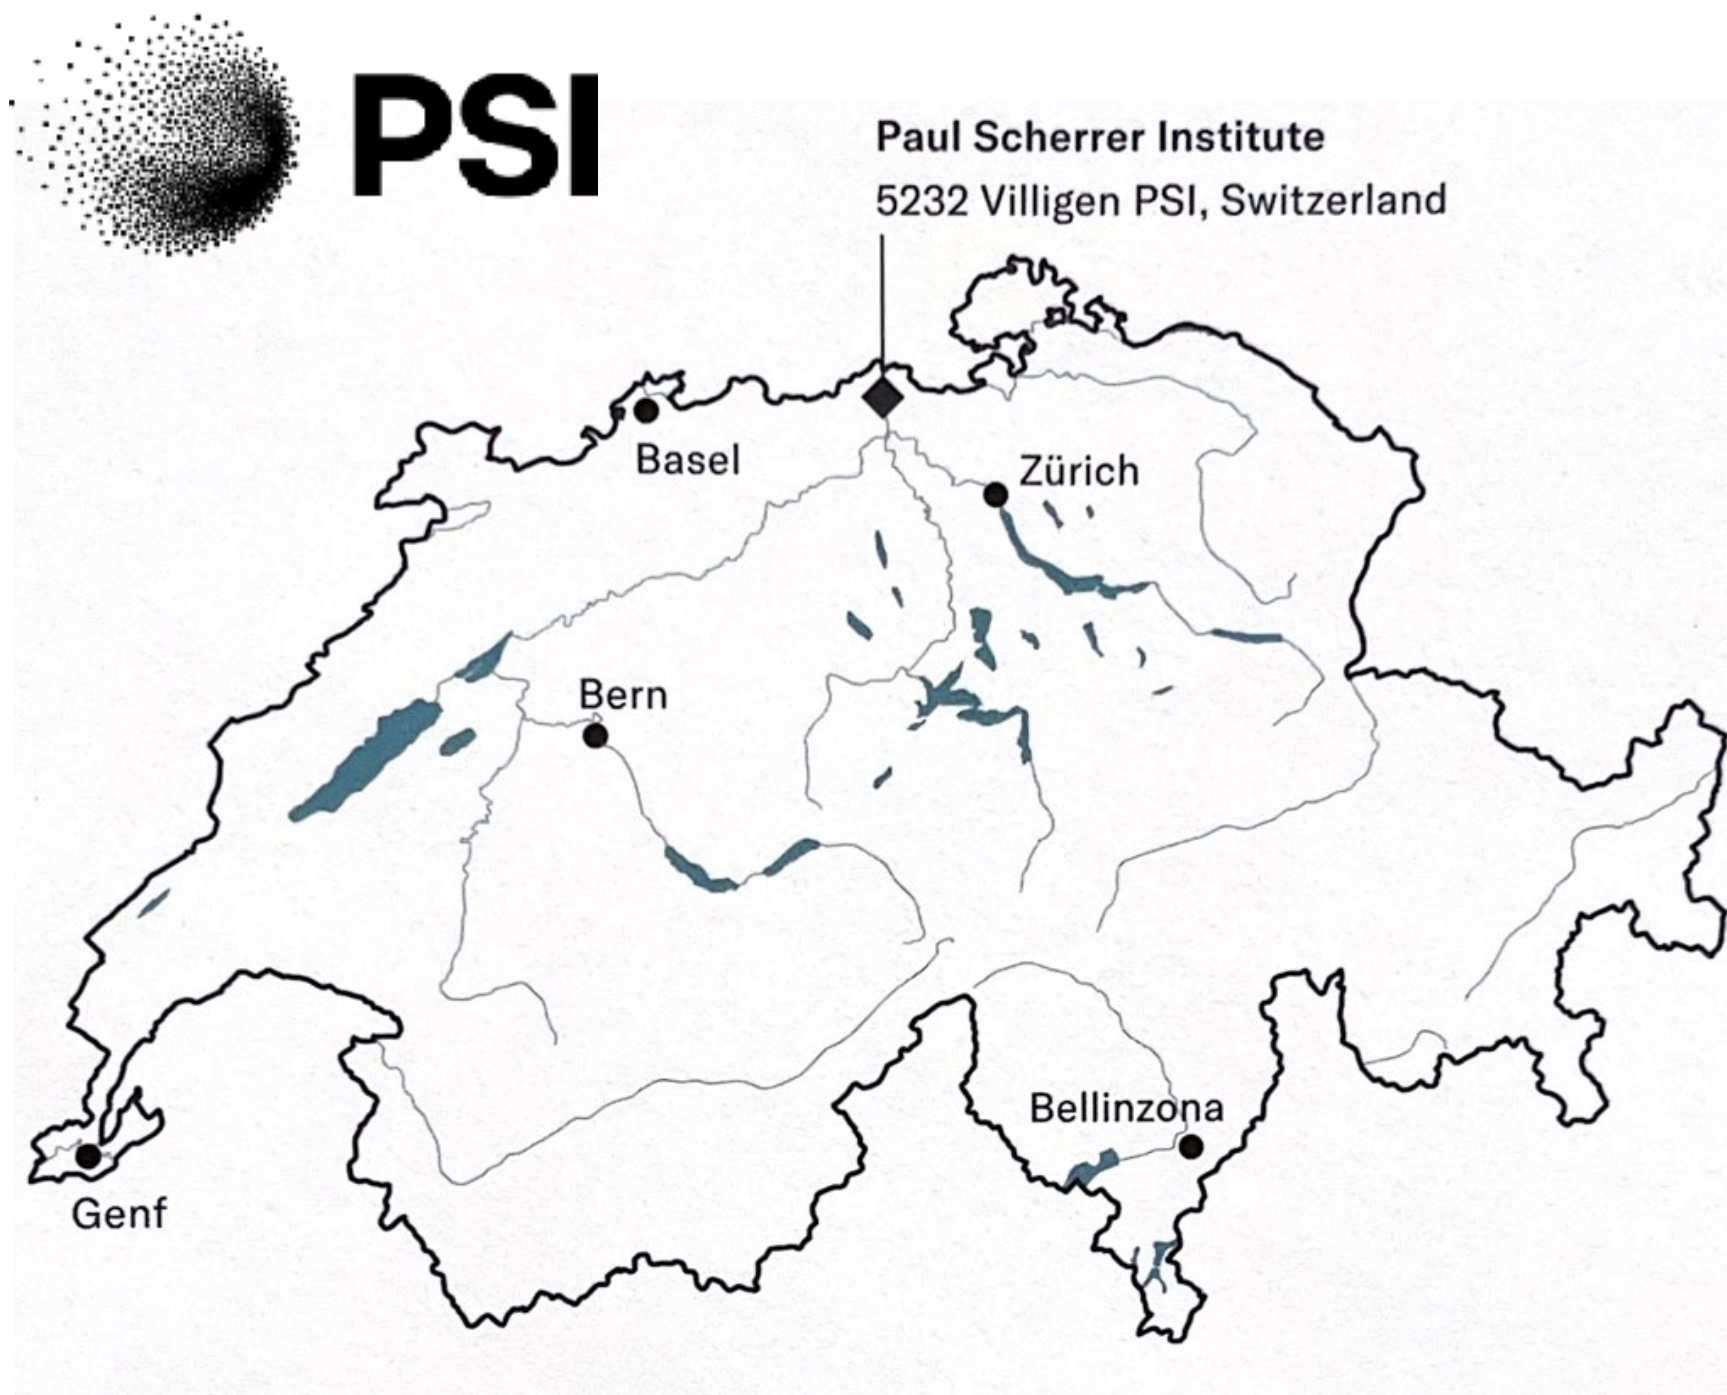 PSI
Paul Scherrer Institute
5232 Villigen PSI, Switzerland
Basel
Zürich
Bern
Bellinzona
Genf